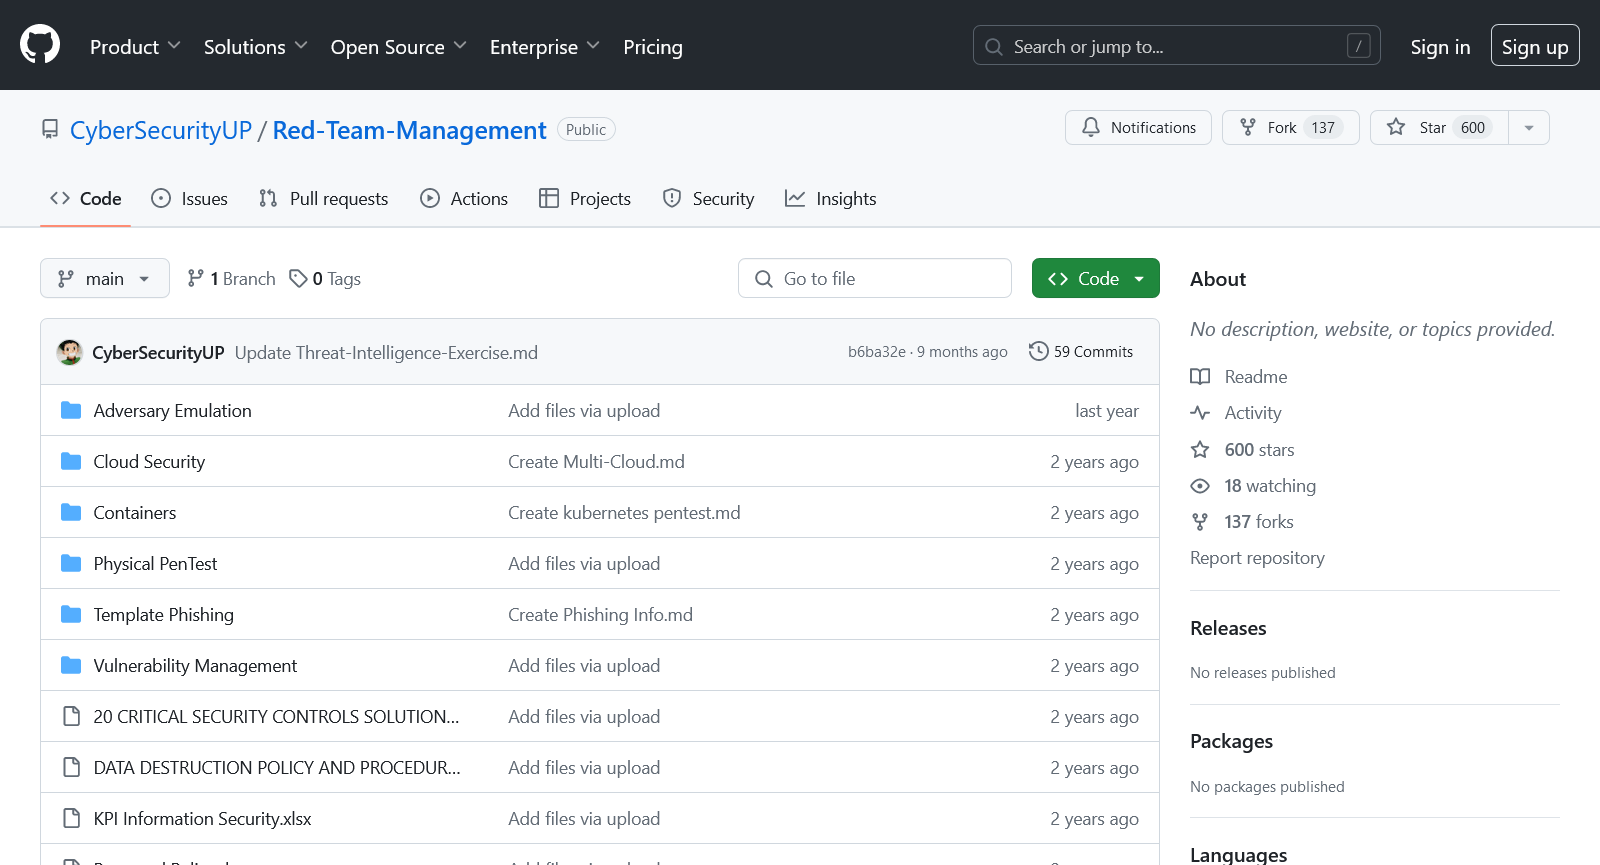 Product Solutions Open Source Enterprise Pricing Search or jump to... / Sign in Sign up
CyberSecurityUP / Red-Team-Management Public Notifications Fork 137 Star 600
Code Issues Pull requests Actions Projects Security Insights
main 1 Branch 0 Tags Go to file Code
CyberSecurityUP Update Threat-Intelligence-Exercise.md b6ba32e · 9 months ago 59 Commits
Adversary Emulation Add files via upload last year
Cloud Security Create Multi-Cloud.md 2 years ago
Containers Create kubernetes pentest.md 2 years ago
Physical PenTest Add files via upload 2 years ago
Template Phishing Create Phishing Info.md 2 years ago
Vulnerability Management Add files via upload 2 years ago
20 CRITICAL SECURITY CONTROLS SOLUTION... Add files via upload 2 years ago
DATA DESTRUCTION POLICY AND PROCEDUR... Add files via upload 2 years ago
KPI Information Security.xlsx Add files via upload 2 years ago
About
No description, website, or topics provided.
Readme
Activity
600 stars
18 watching
137 forks
Report repository
Releases
No releases published
Packages
No packages published
Languages